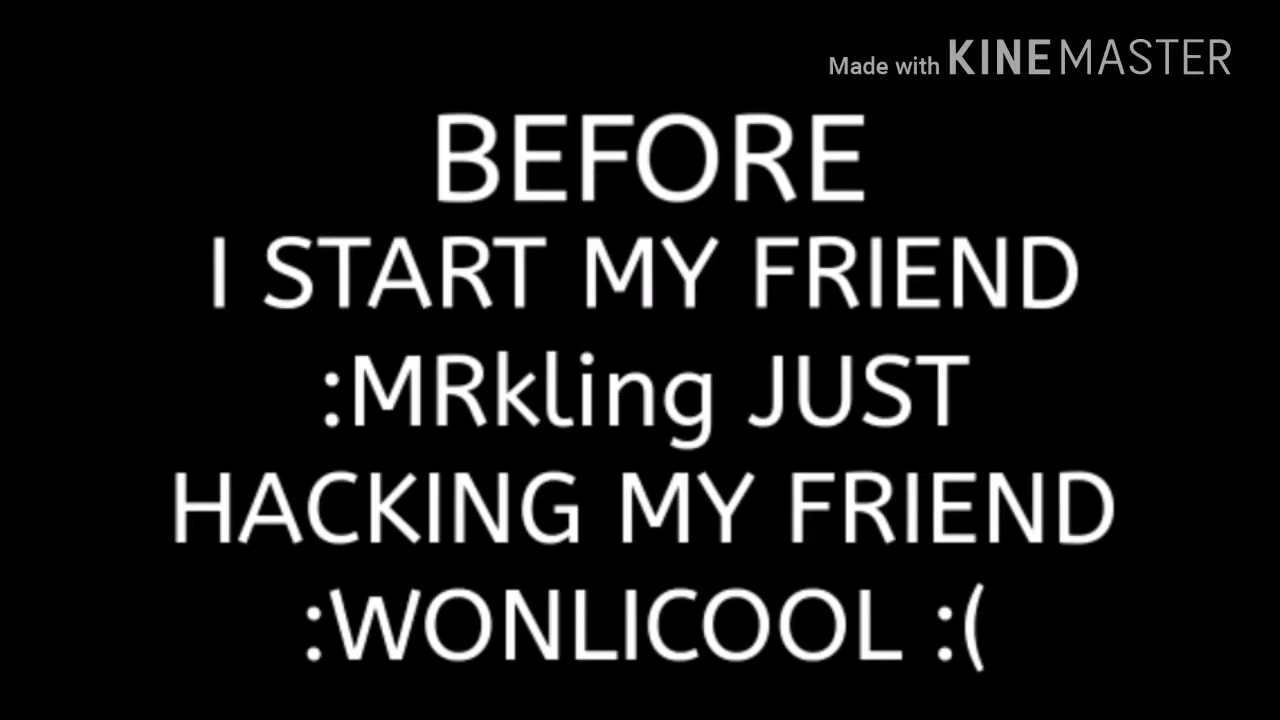 Made with KINEMASTER
BEFORE
I START MY FRIEND
:MRkling JUST
HACKING MY FRIEND
:WONLICOOL :(